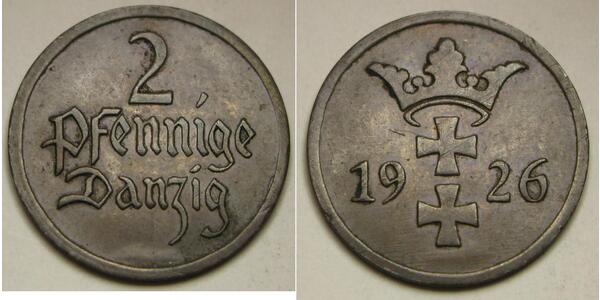 2
Pfennige
Danzig
19 26